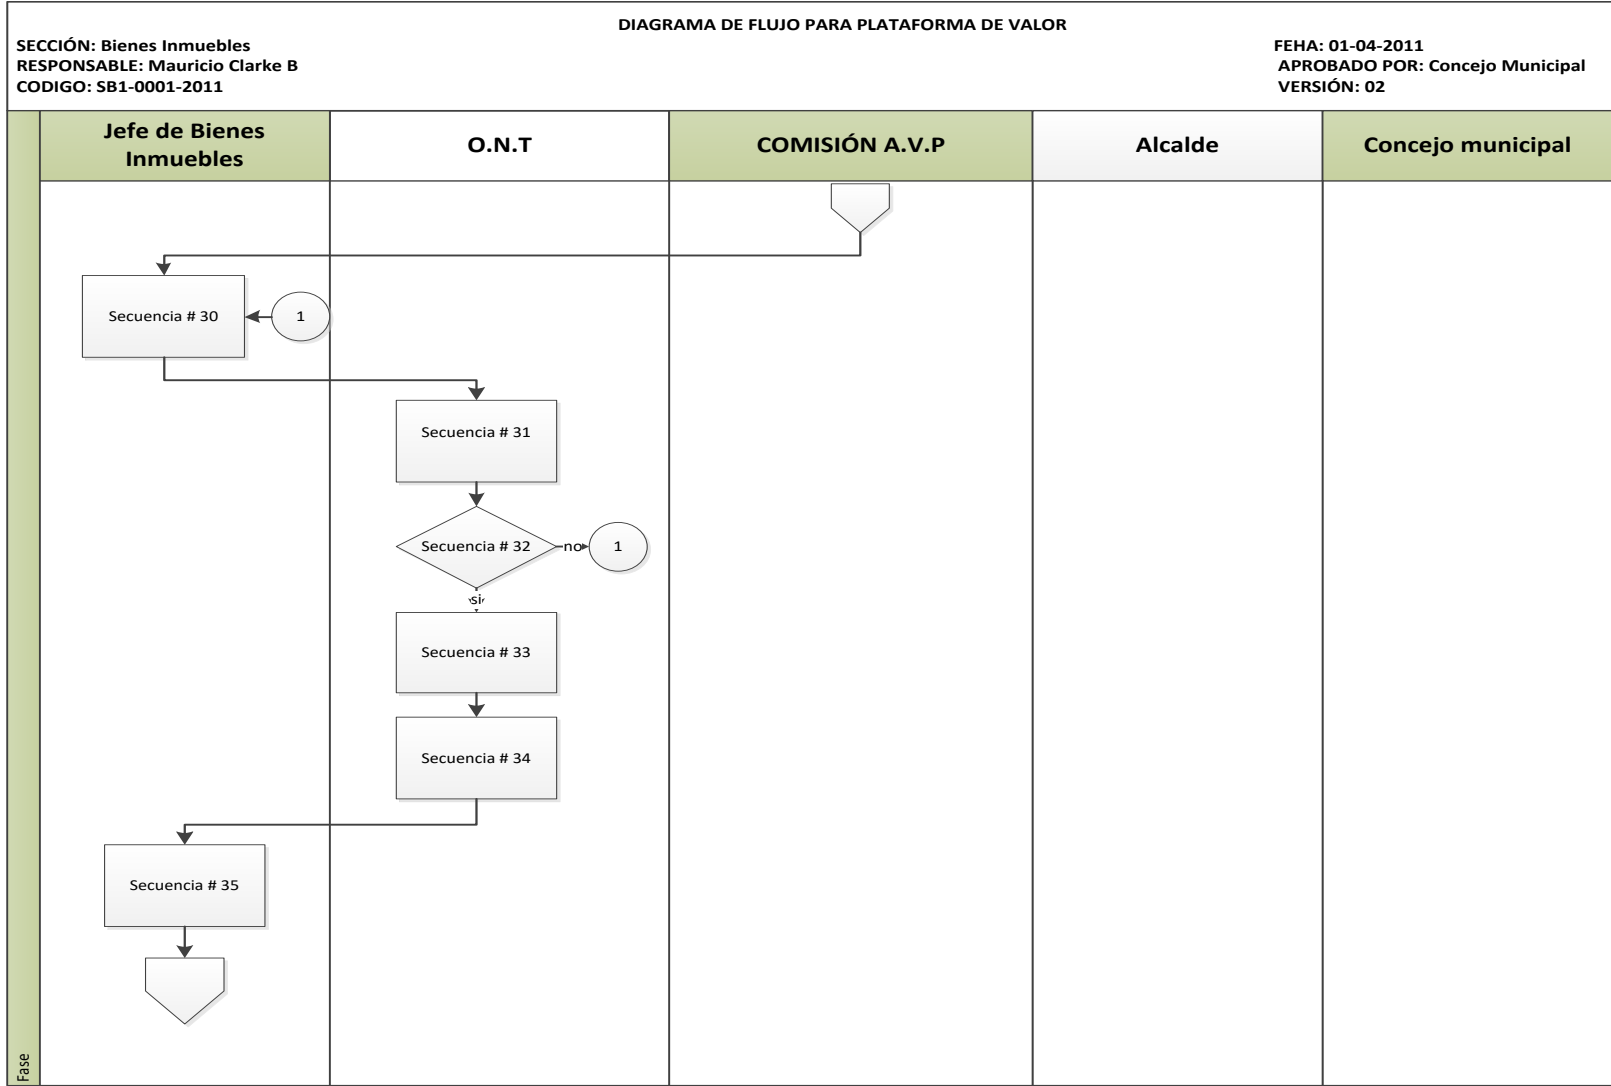 DIAGRAMA DE FLUJO PARA PLATAFORMA DE VALOR
SECCIÓN: Bienes Inmuebles
RESPONSABLE: Mauricio Clarke B
CODIGO: SB1-0001-2011
FEHA: 01-04-2011
APROBADO POR: Concejo Municipal
VERSIÓN: 02
Jefe de Bienes
Inmuebles
O.N.T
COMISIÓN A.V.P
Alcalde
Concejo municipal
Secuencia # 30
1
Secuencia # 31
Secuencia # 32
no
1
si
Secuencia # 33
Secuencia # 34
Secuencia # 35
Fase